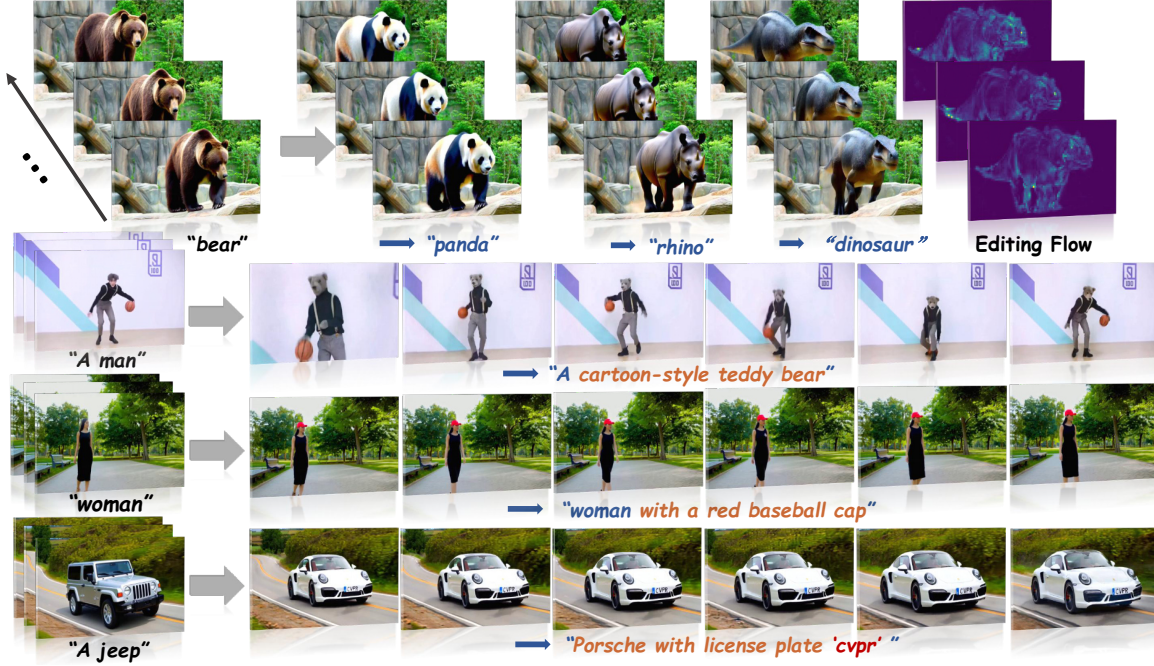 “bear”
“panda”
“rhino”
“dinosaur”
Editing Flow
“A man”
“A cartoon-style teddy bear”
“woman”
“woman with a red baseball cap”
“A jeep”
“Porsche with license plate ‘cvpr’ ”